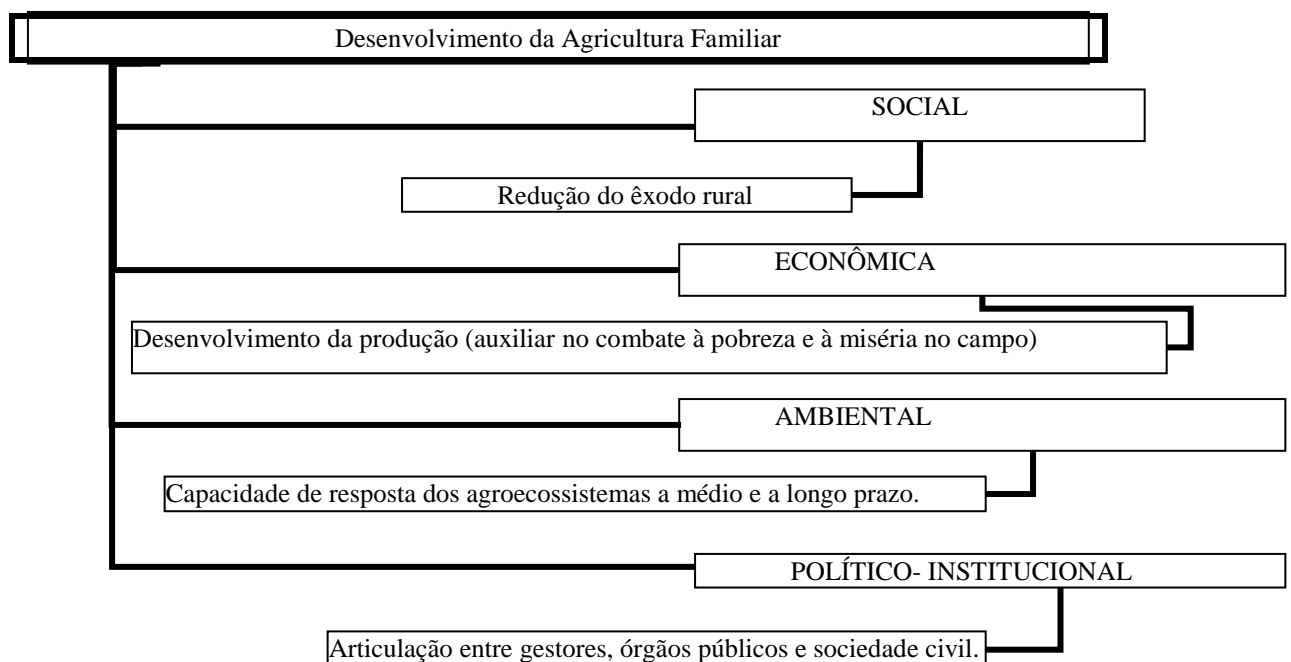 Desenvolvimento da Agricultura Familiar
SOCIAL
Redução do êxodo rural
ECONÔMICA
Desenvolvimento da produção (auxiliar no combate à pobreza e à miséria no campo)
AMBIENTAL
Capacidade de resposta dos agroecossistemas a médio e a longo prazo.
POLÍTICO- INSTITUCIONAL
Articulação entre gestores, órgãos públicos e sociedade civil.